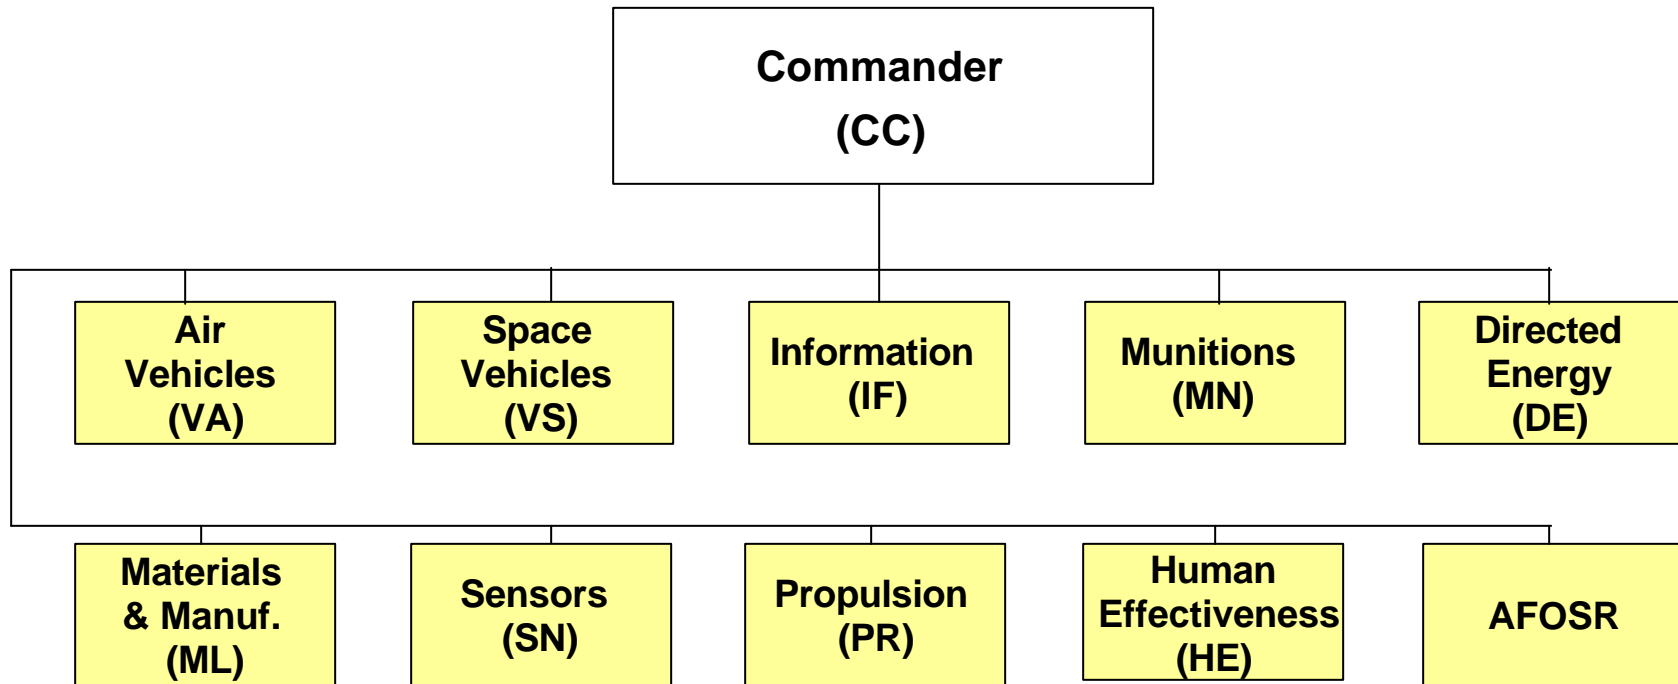 Commander
(CC)
Air
Vehicles
(VA)
Space
Vehicles
(VS)
Information
(IF)
Munitions
(MN)
Directed
Energy
(DE)
Materials
& Manuf.
(ML)
Sensors
(SN)
Propulsion
(PR)
Human
Effectiveness
(HE)
AFOSR